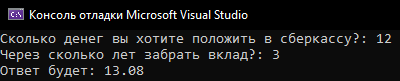 Консоль отладки Microsoft Visual Studio
Сколько денег вы хотите положить в сберкассу?: 12
Через сколько лет забрать вклад?: 3
Ответ будет: 13.08